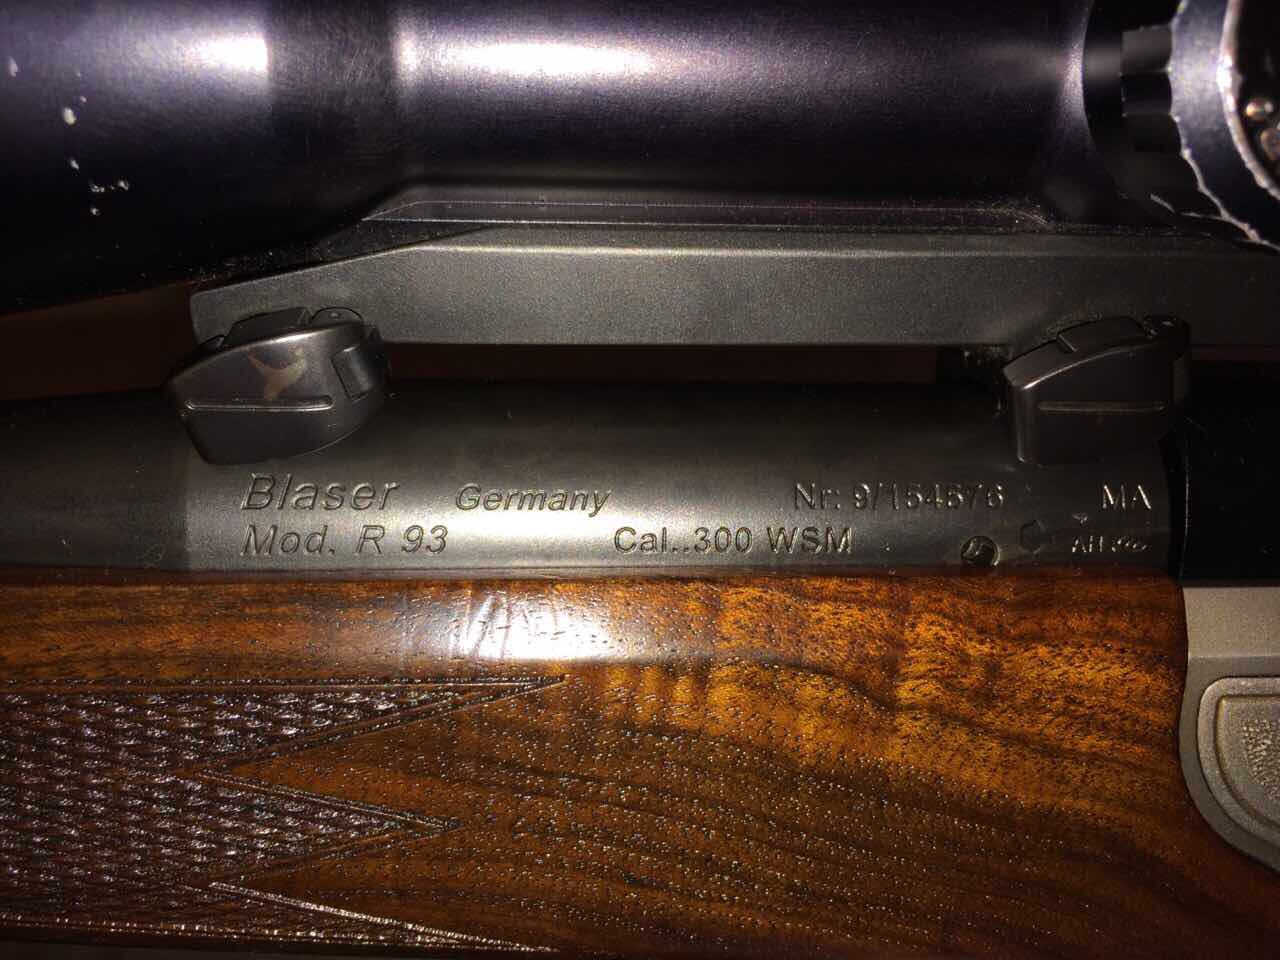 Blaser Germany Nr: 9/154576 MA
Mod. R 93 Cal..300 WSM